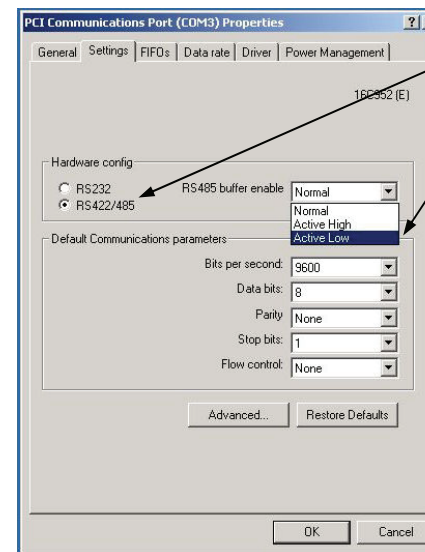 PCI Communications Port (COM3) Properties
General Settings FIFOs Data rate Driver Power Management
16C952 (E)
Hardware config
RS232
RS422/485
RS485 buffer enable Normal
Normal
Active High
Active Low
Default Communications parameters
Bits per second: 9600
Data bits: 8
Parity None
Stop bits: 1
Flow control: None
Advanced... Restore Defaults
OK Cancel